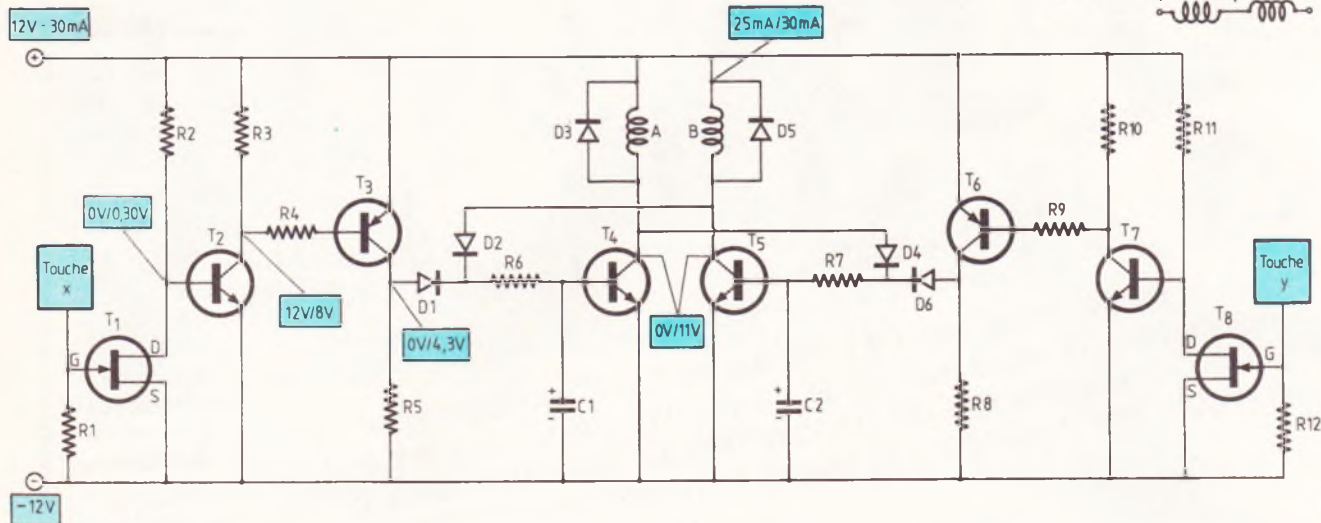 12V - 30mA
+
R2
R3
T3
D3
A
B
D5
25mA/30mA
T6
R10
R11
0V/0,30V
T2
R4
D2
T4
T5
R9
T7
Touche x
D1
R6
R7
D4
D6
Touche y
12V/8V
T1
G
D
S
0V/4,3V
0V/11V
T8
D
G
S
R1
R5
+
C1
-
+
C2
-
R8
R12
-
-12V